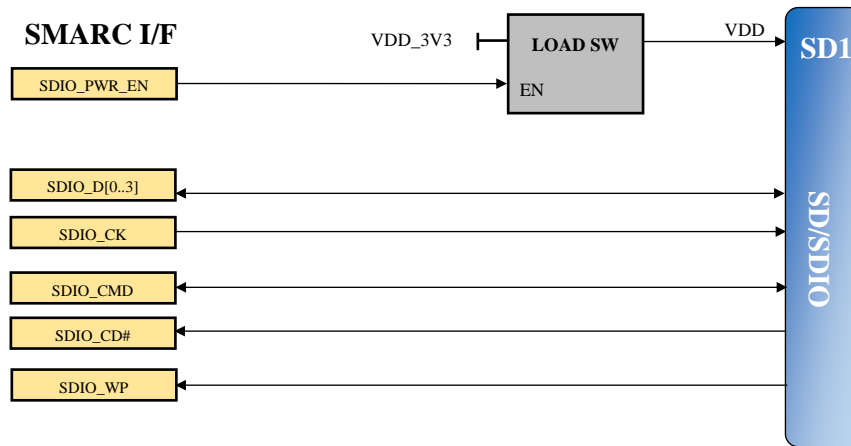 SMARC I/F
VDD_3V3
LOAD SW
VDD
SD1
SDIO_PWR_EN
EN
SDIO_D[0..3]
SDIO_CK
SD/SDIO
SDIO_CMD
SDIO_CD#
SDIO_WP